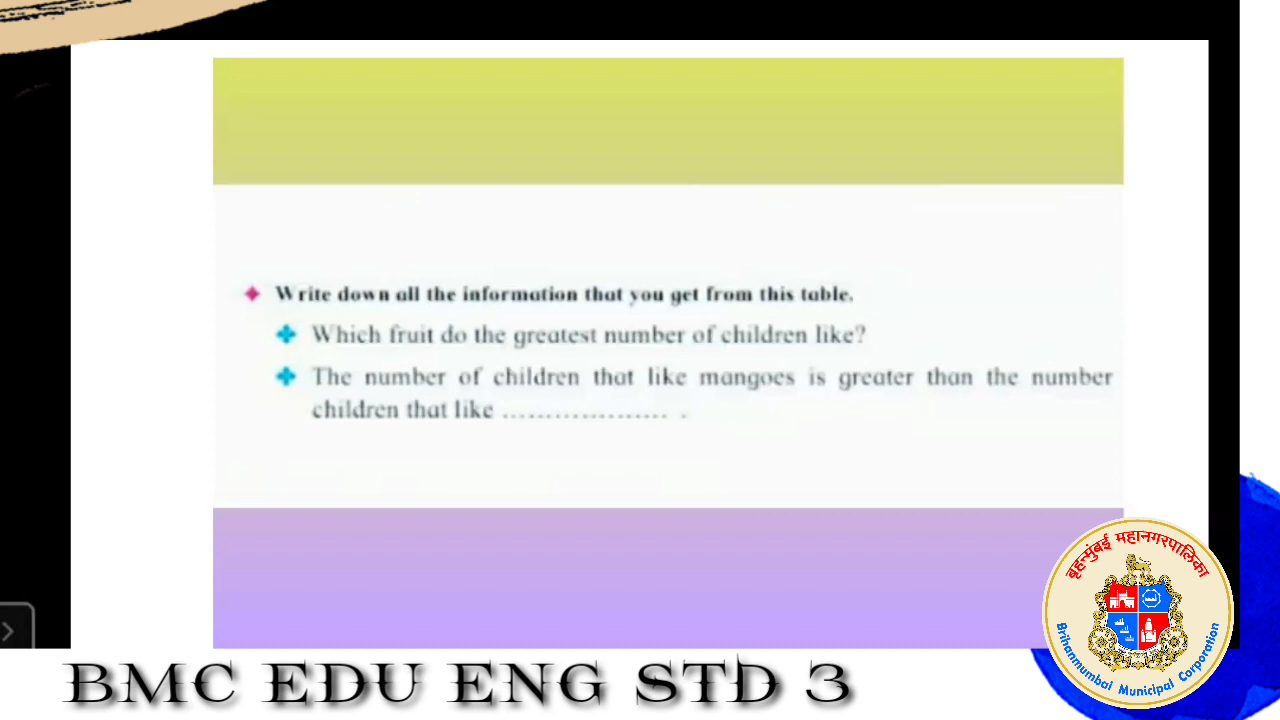 Write down all the information that you get from this table.
Which fruit do the greatest number of children like?
The number of children that like mangoes is greater than the number
children that like .................... .
बृहन्मुंबई महानगरपालिका
Brihanmumbai Municipal Corporation
BMC EDU ENG STD 3